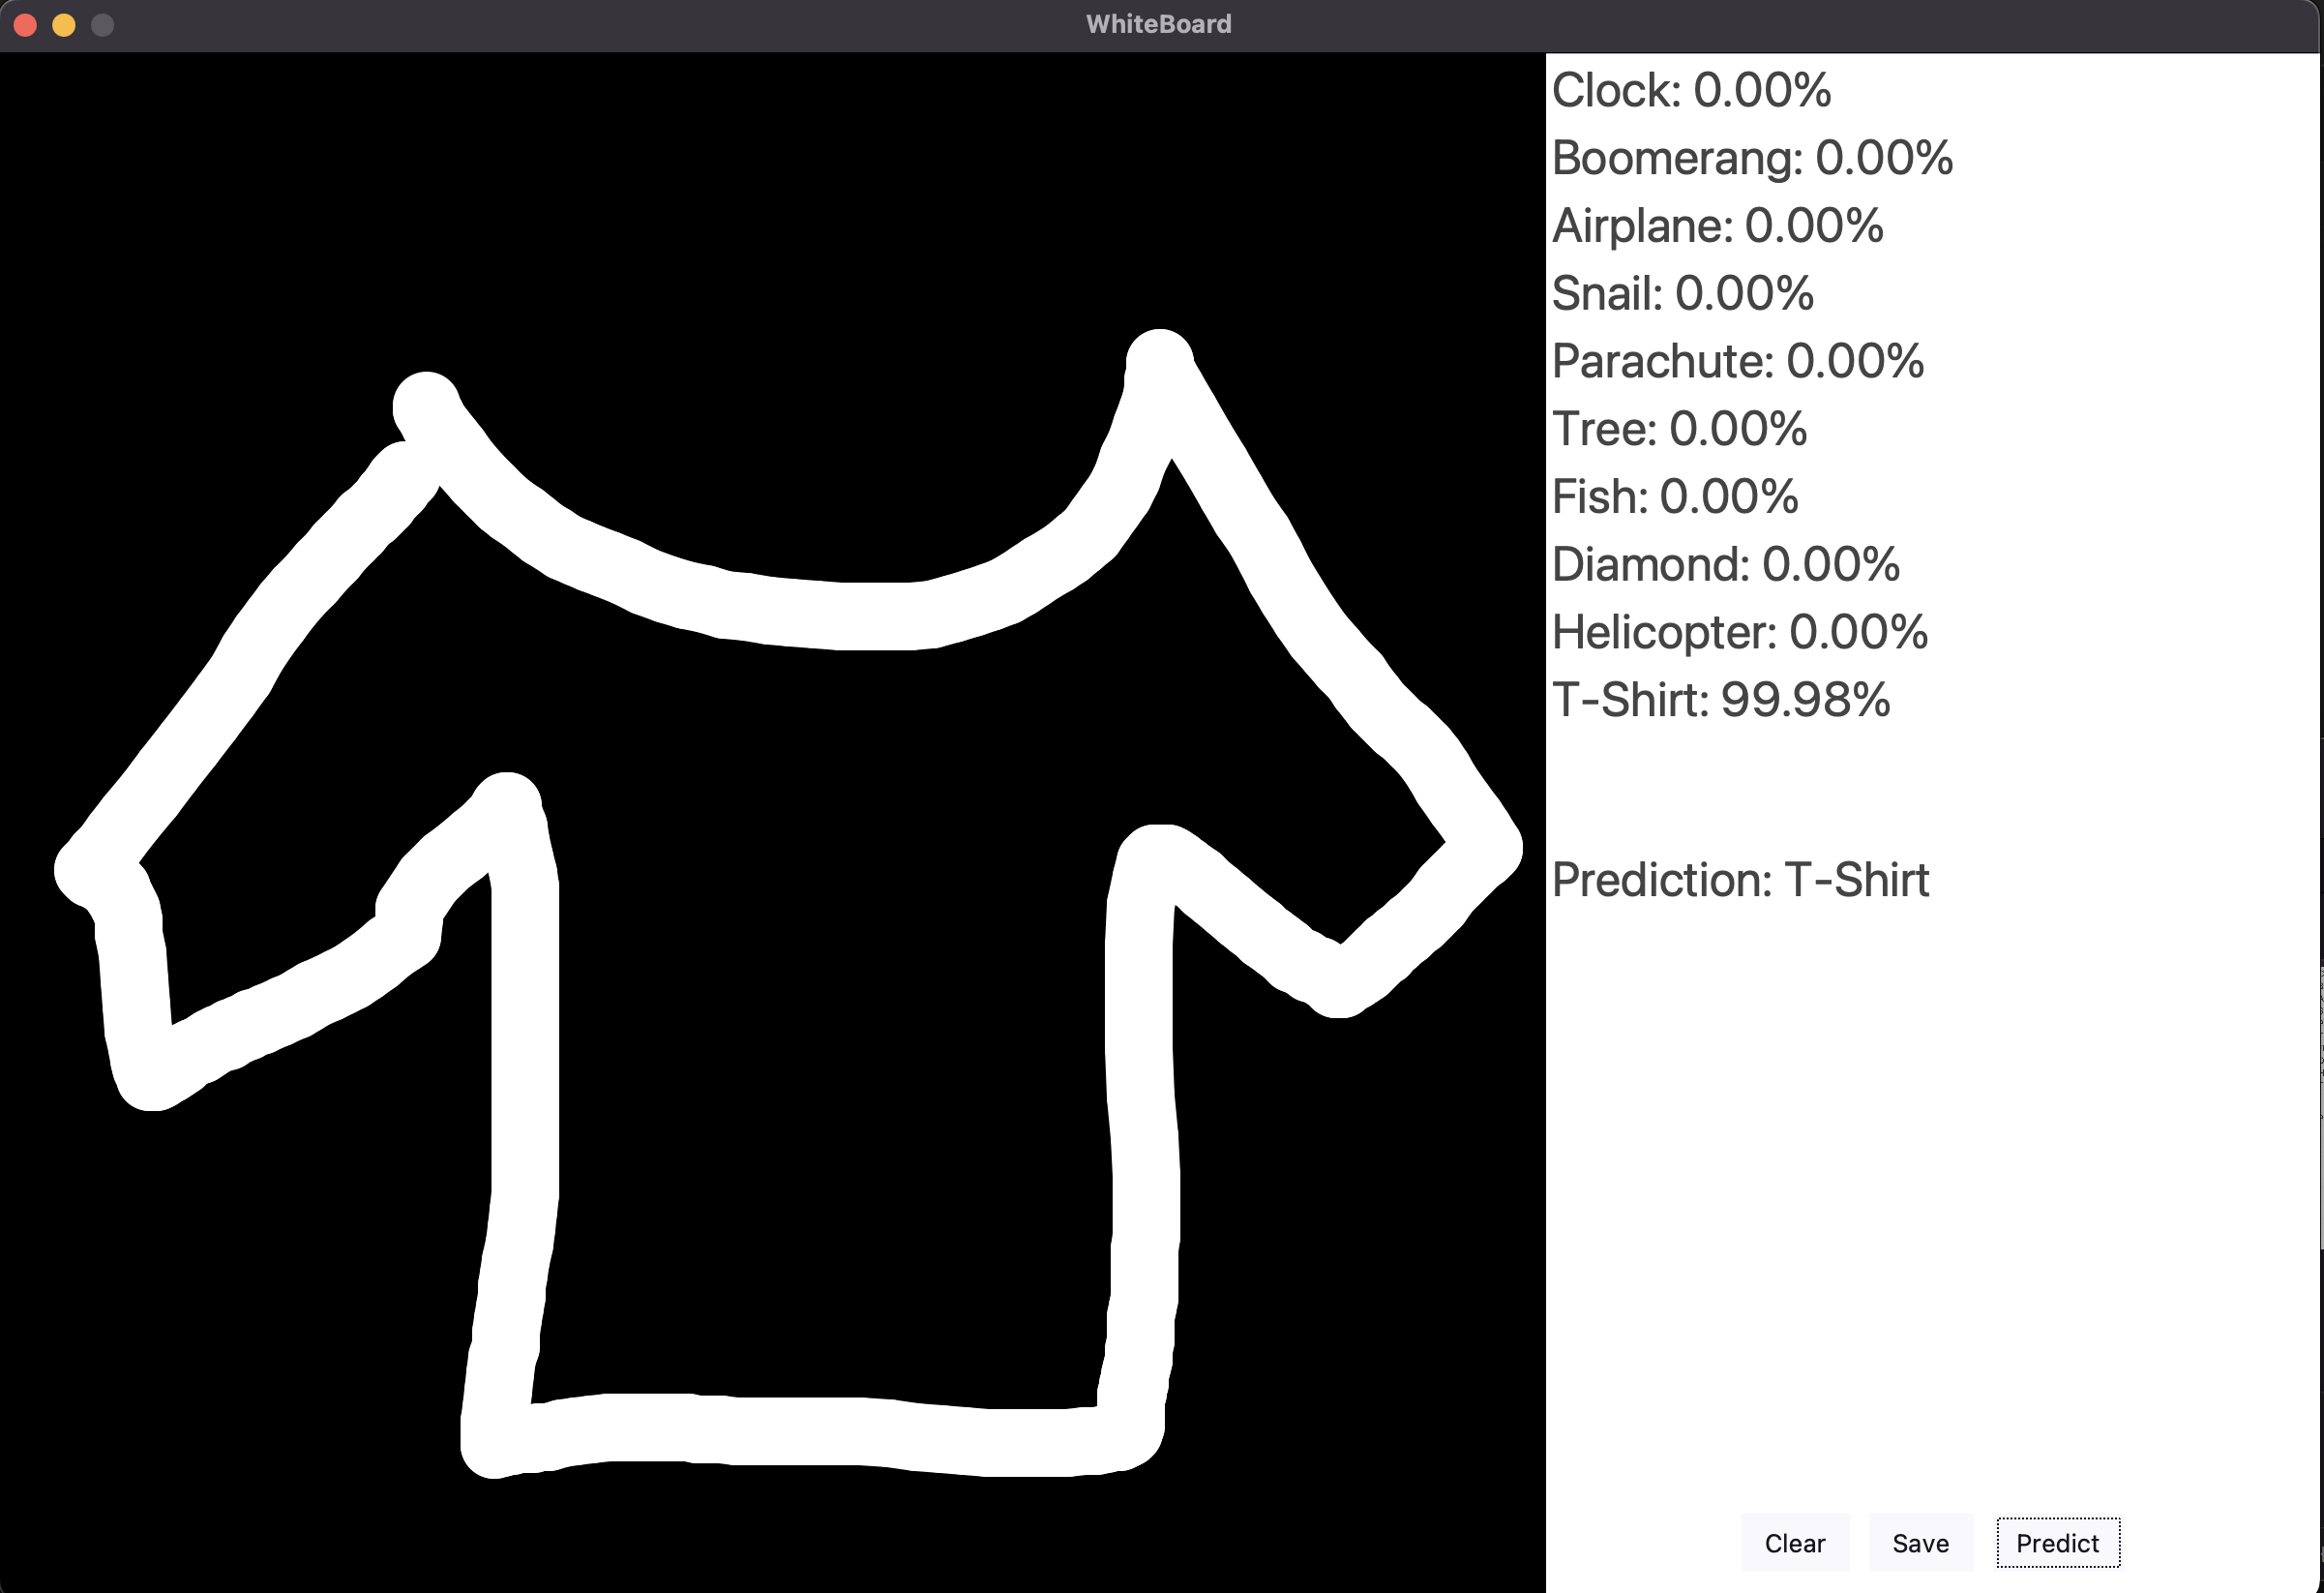 WhiteBoard
Clock: 0.00%
Boomerang: 0.00%
Airplane: 0.00%
Snail: 0.00%
Parachute: 0.00%
Tree: 0.00%
Fish: 0.00%
Diamond: 0.00%
Helicopter: 0.00%
T-Shirt: 99.98%
Prediction: T-Shirt
Clear Save Predict